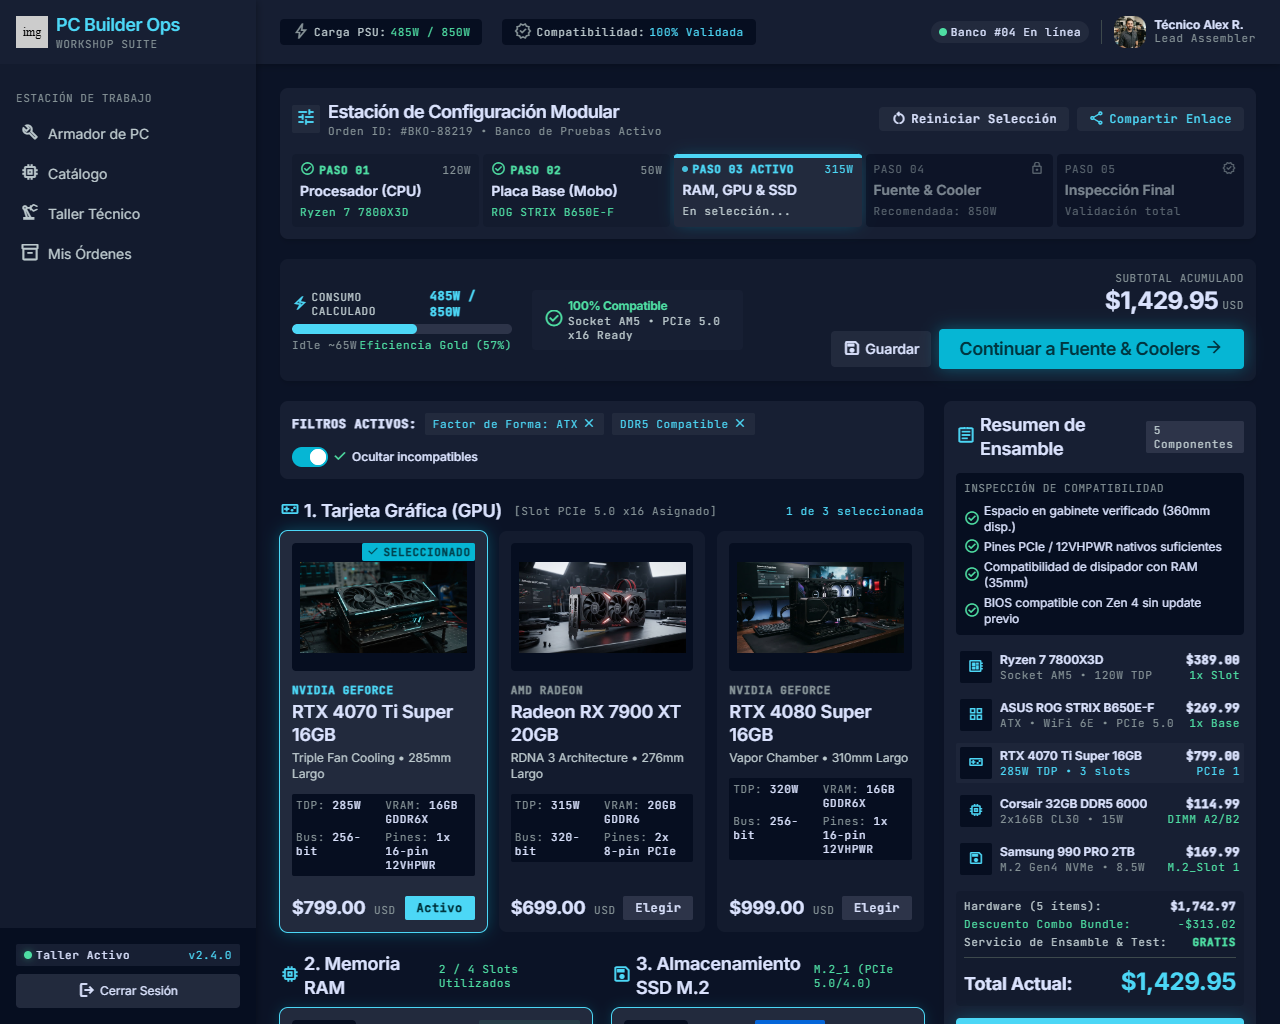 img
PC Builder Ops
WORKSHOP SUITE
ESTACIÓN DE TRABAJO
Armador de PC
Catálogo
Taller Técnico
Mis Órdenes
Taller Activo
v2.4.0
Cerrar Sesión
Carga PSU: 485W / 850W
Compatibilidad: 100% Validada
Banco #04 En línea
Técnico Alex R.
Lead Assembler
Estación de Configuración Modular
Orden ID: #BKO-88219 • Banco de Pruebas Activo
Reiniciar Selección
Compartir Enlace
PASO 01
120W
Procesador (CPU)
Ryzen 7 7800X3D
PASO 02
50W
Placa Base (Mobo)
ROG STRIX B650E-F
PASO 03 ACTIVO
315W
RAM, GPU & SSD
En selección...
PASO 04
Fuente & Cooler
Recomendada: 850W
PASO 05
Inspección Final
Validación total
CONSUMO
CALCULADO
485W /
850W
Idle ~65W
Eficiencia Gold (57%)
100% Compatible
Socket AM5 • PCIe 5.0
x16 Ready
SUBTOTAL ACUMULADO
$1,429.95 USD
Guardar
Continuar a Fuente & Coolers
FILTROS ACTIVOS:
Factor de Forma: ATX
DDR5 Compatible
Ocultar incompatibles
1. Tarjeta Gráfica (GPU)
[Slot PCIe 5.0 x16 Asignado]
1 de 3 seleccionada
SELECCIONADO
NVIDIA GEFORCE
RTX 4070 Ti Super
16GB
Triple Fan Cooling • 285mm
Largo
TDP: 285W
VRAM: 16GB
GDDR6X
Bus: 256-
bit
Pines: 1x
16-pin
12VHPWR
$799.00 USD
Activo
AMD RADEON
Radeon RX 7900 XT
20GB
RDNA 3 Architecture • 276mm
Largo
TDP: 315W
VRAM: 20GB
GDDR6
Bus: 320-
bit
Pines: 2x
8-pin PCIe
$699.00 USD
Elegir
NVIDIA GEFORCE
RTX 4080 Super
16GB
Vapor Chamber • 310mm Largo
TDP: 320W
VRAM: 16GB
GDDR6X
Bus: 256-
bit
Pines: 1x
16-pin
12VHPWR
$999.00 USD
Elegir
2. Memoria
RAM
2 / 4 Slots
Utilizados
3. Almacenamiento
SSD M.2
M.2_1 (PCIe
5.0/4.0)
Resumen de
Ensamble
5
Componentes
INSPECCIÓN DE COMPATIBILIDAD
Espacio en gabinete verificado (360mm
disp.)
Pines PCIe / 12VHPWR nativos suficientes
Compatibilidad de disipador con RAM
(35mm)
BIOS compatible con Zen 4 sin update
previo
Ryzen 7 7800X3D
$389.00
Socket AM5 • 120W TDP
1x Slot
ASUS ROG STRIX B650E-F
$269.99
ATX • WiFi 6E • PCIe 5.0
1x Base
RTX 4070 Ti Super 16GB
$799.00
285W TDP • 3 slots
PCIe 1
Corsair 32GB DDR5 6000
$114.99
2x16GB CL30 • 15W
DIMM A2/B2
Samsung 990 PRO 2TB
$169.99
M.2 Gen4 NVMe • 8.5W
M.2_Slot 1
Hardware (5 ítems):
$1,742.97
Descuento Combo Bundle:
-$313.02
Servicio de Ensamble & Test:
GRATIS
Total Actual:
$1,429.95